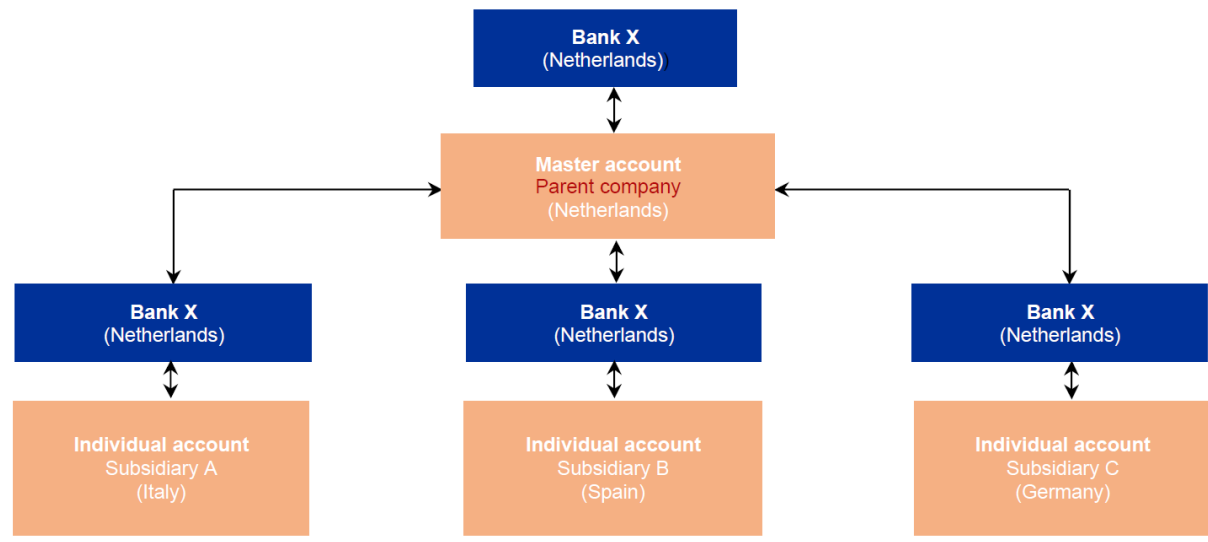 Bank X
(Netherlands))
Master account
Parent company
(Netherlands)
Bank X
(Netherlands)
Bank X
(Netherlands)
Bank X
(Netherlands)
Individual account
Subsidiary A
(Italy)
Individual account
Subsidiary B
(Spain)
Individual account
Subsidiary C
(Germany)